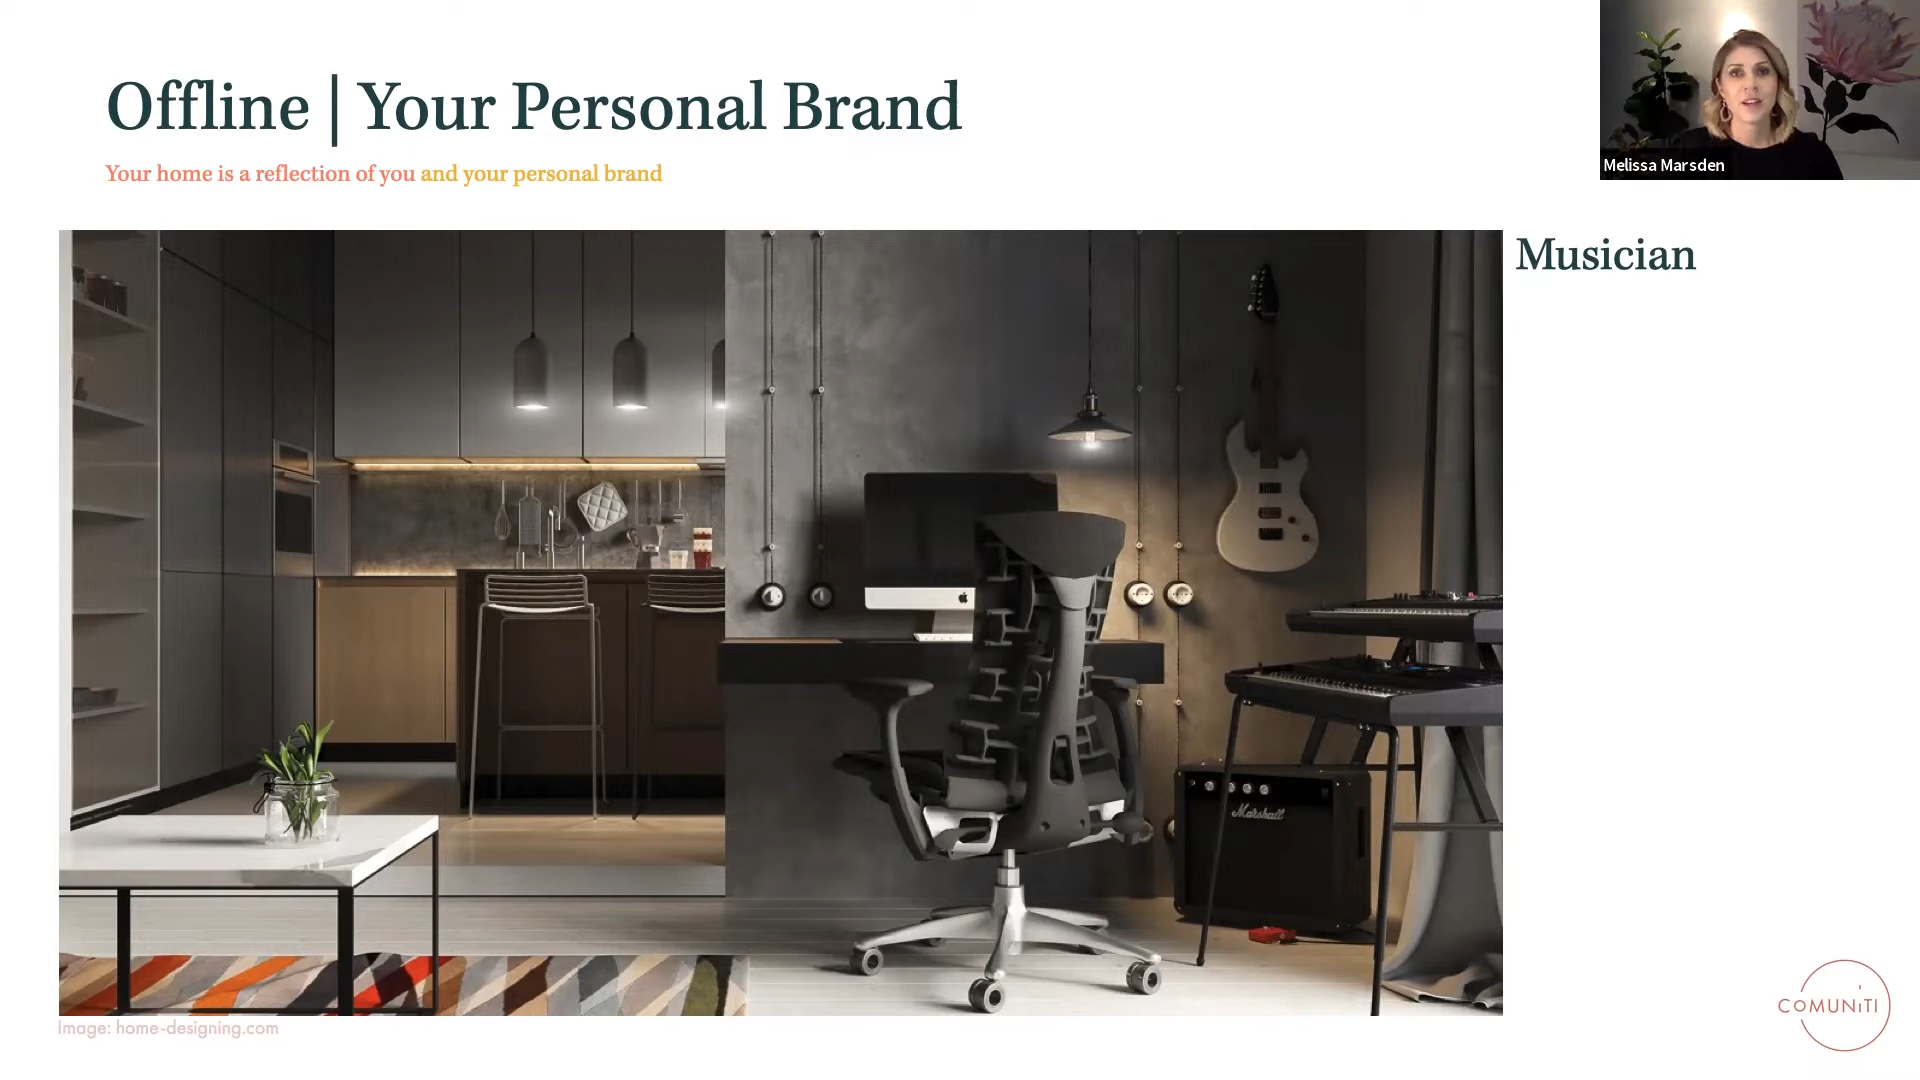 Offline | Your Personal Brand
Your home is a reflection of you and your personal brand
Melissa Marsden
Musician
Marshall
Image: home-designing.com
COMUNiTI